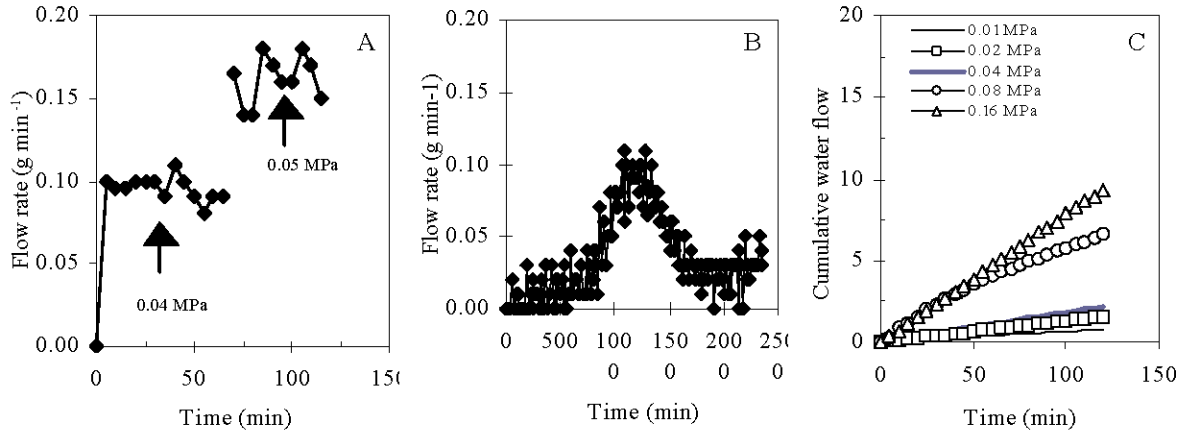 A
Flow rate (g min⁻¹)
0.20
0.15
0.10
0.05
0.00
0.04 MPa
0.05 MPa
0
50
100
15(
Time (min)
B
Flow rate (g min-1)
0.20
0.15
0.10
0.05
0.00
0 500 100 150 200 250
0 0 0 0
Time (min)
C
Cumulative water flow
20
15
10
5
0
0.01MPa
0.02 MPa
0.04 MPa
0.08 MPa
0.16 MPa
0
50
100
150
Time (min)